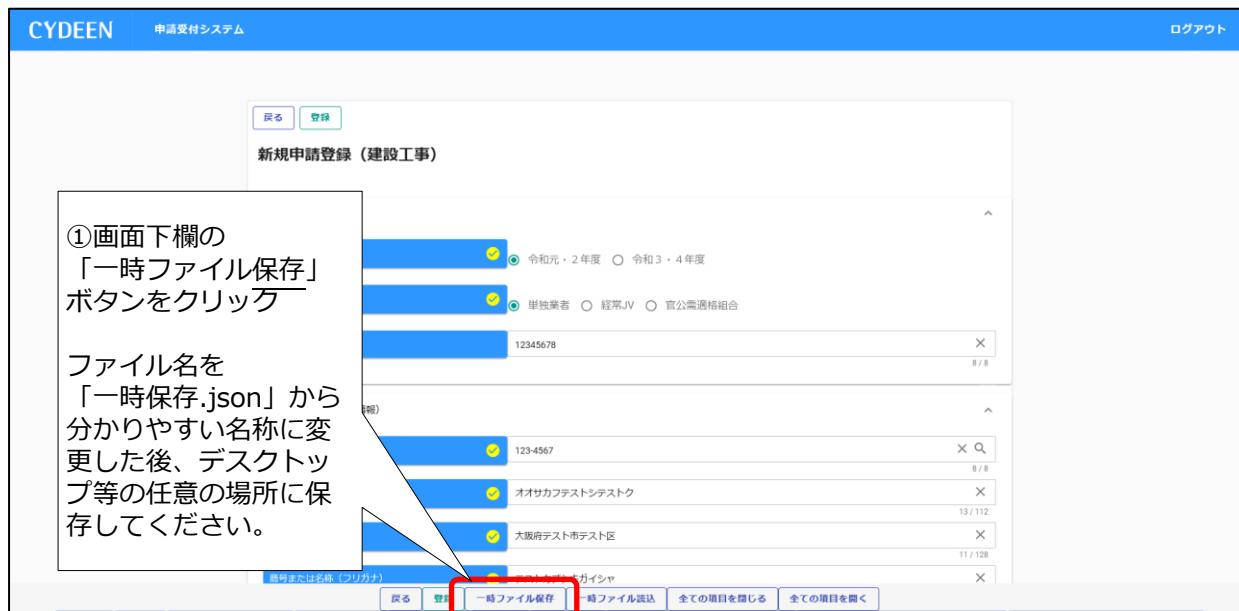 CYDEEN 申請受付システム ログアウト
戻る 登録
新規申請登録（建設工事）
①画面下欄の
「一時ファイル保存」
ボタンをクリック
ファイル名を
「一時保存.json」から
分かりやすい名称に変
更した後、デスクトッ
プ等の任意の場所に保
存してください。
令和元・２年度 令和３・４年度
単独業者 経常JV 官公需適格組合
12345678
8 / 8
123-4567
8 / 8
オオサカフテストシテストク
13 / 112
大阪府テスト市テスト区
11 / 128
商号または名称（フリガナ）
戻る 登録 一時ファイル保存 一時ファイル読込 全ての項目を閉じる 全ての項目を開く